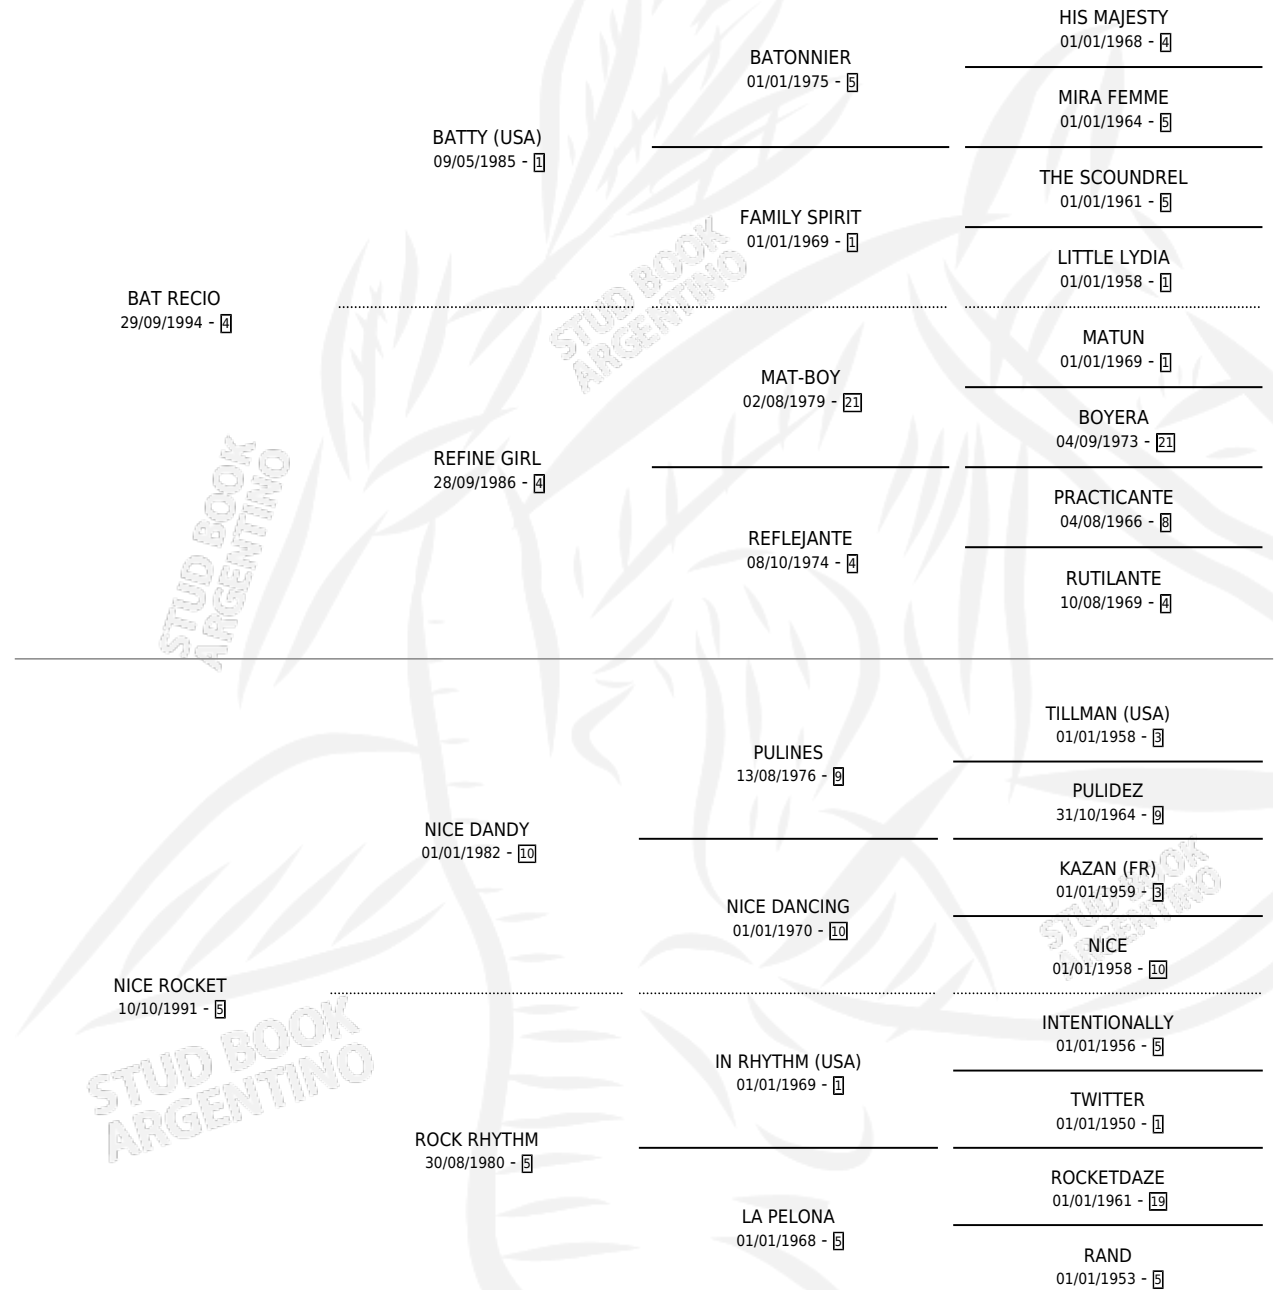 HIS MAJESTY
01/01/1968 - 4
BATONNIER
01/01/1975 - 5
MIRA FEMME
01/01/1964 - 5
BATTY (USA)
09/05/1985 - 1
THE SCOUNDREL
01/01/1961 - 5
FAMILY SPIRIT
01/01/1969 - 1
LITTLE LYDIA
01/01/1958 - 1
BAT RECIO
29/09/1994 - 4
MATUN
01/01/1969 - 1
MAT-BOY
02/08/1979 - 21
BOYERA
04/09/1973 - 21
REFINE GIRL
28/09/1986 - 4
PRACTICANTE
04/08/1966 - 8
REFLEJANTE
08/10/1974 - 4
RUTILANTE
10/08/1969 - 4
STUD BOOK
ARGENTINO
STUD BOOK
ARGENTINO
TILLMAN (USA)
01/01/1958 - 3
PULINES
13/08/1976 - 9
PULIDEZ
31/10/1964 - 9
NICE DANDY
01/01/1982 - 10
KAZAN (FR)
01/01/1959 - 3
NICE DANCING
01/01/1970 - 10
NICE
01/01/1958 - 10
STUD BOOK
ARGENTINO
NICE ROCKET
10/10/1991 - 5
INTENTIONALLY
01/01/1956 - 5
IN RHYTHM (USA)
01/01/1969 - 1
TWITTER
01/01/1950 - 1
ROCK RHYTHM
30/08/1980 - 5
ROCKETDAZE
01/01/1961 - 19
LA PELONA
01/01/1968 - 5
RAND
01/01/1953 - 5
STUD BOOK
ARGENTINO